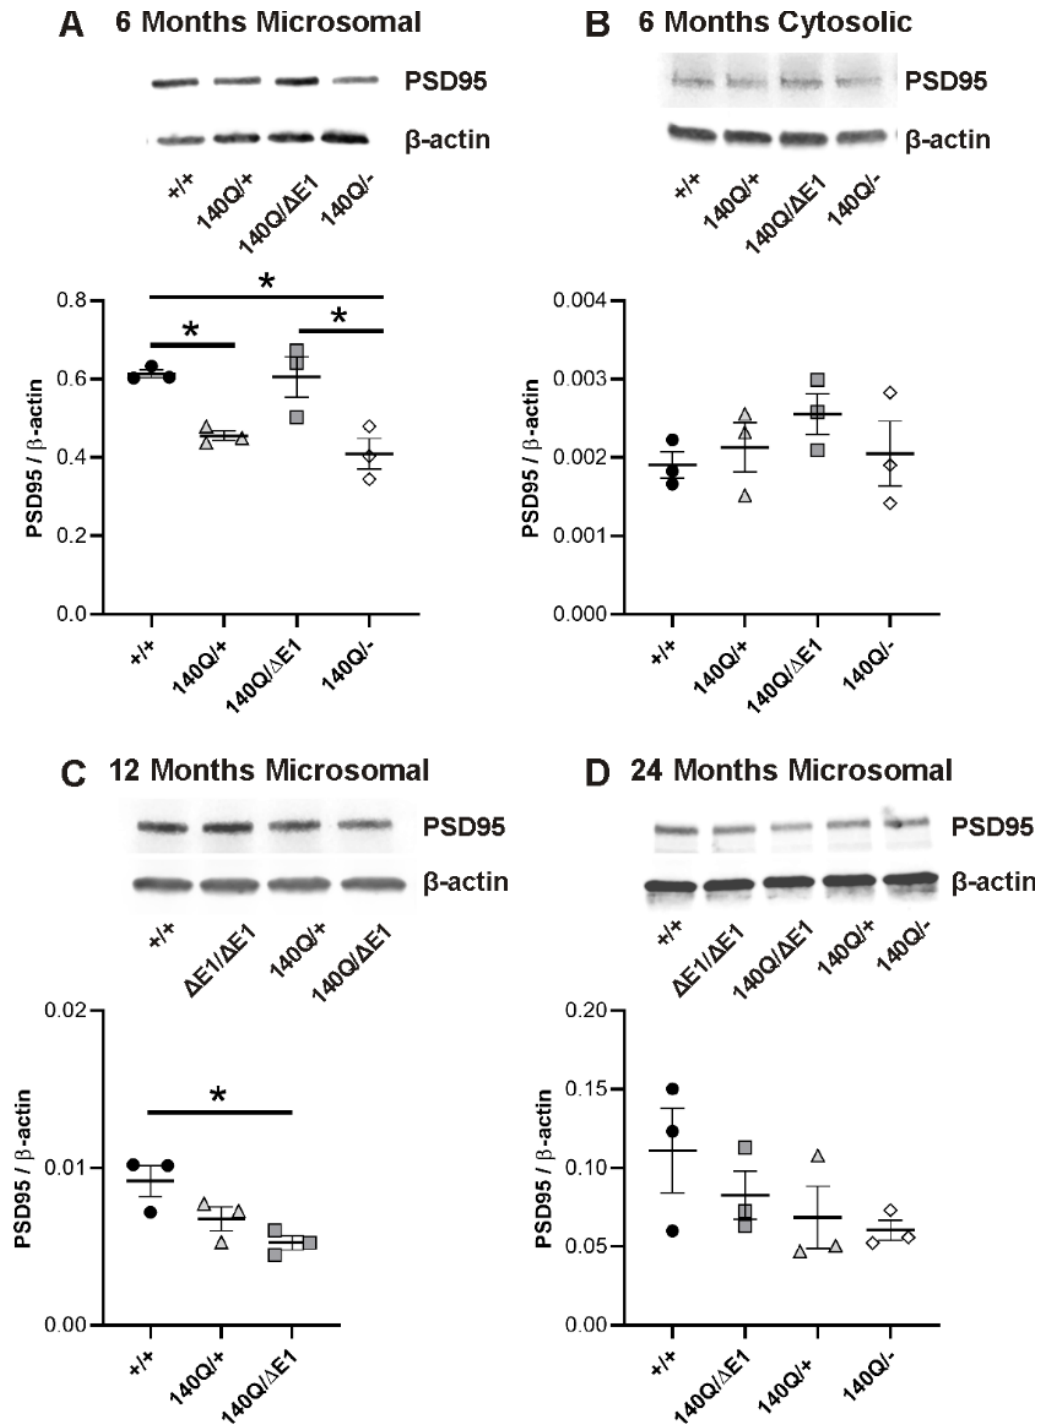 A 6 Months Microsomal
PSD95
β-actin
+/+ 140Q/+ 140Q/ΔE1 140Q/-
*
*
*
PSD95 / β-actin
0.8
0.6
0.4
0.2
0.0
+/+ 140Q/+ 140Q/ΔE1 140Q/-
B 6 Months Cytosolic
PSD95
β-actin
+/+ 140Q/+ 140Q/ΔE1 140Q/-
PSD95 / β-actin
0.004
0.003
0.002
0.001
0.000
+/+ 140Q/+ 140Q/ΔE1 140Q/-
C 12 Months Microsomal
PSD95
β-actin
+/+ ΔE1/ΔE1 140Q/+ 140Q/ΔE1
*
PSD95 / β-actin
0.02
0.01
0.00
+/+ 140Q/+ 140Q/ΔE1
D 24 Months Microsomal
PSD95
β-actin
+/+ ΔE1/ΔE1 140Q/ΔE1 140Q/+ 140Q/-
PSD95 / β-actin
0.20
0.15
0.10
0.05
0.00
+/+ 140Q/ΔE1 140Q/+ 140Q/-